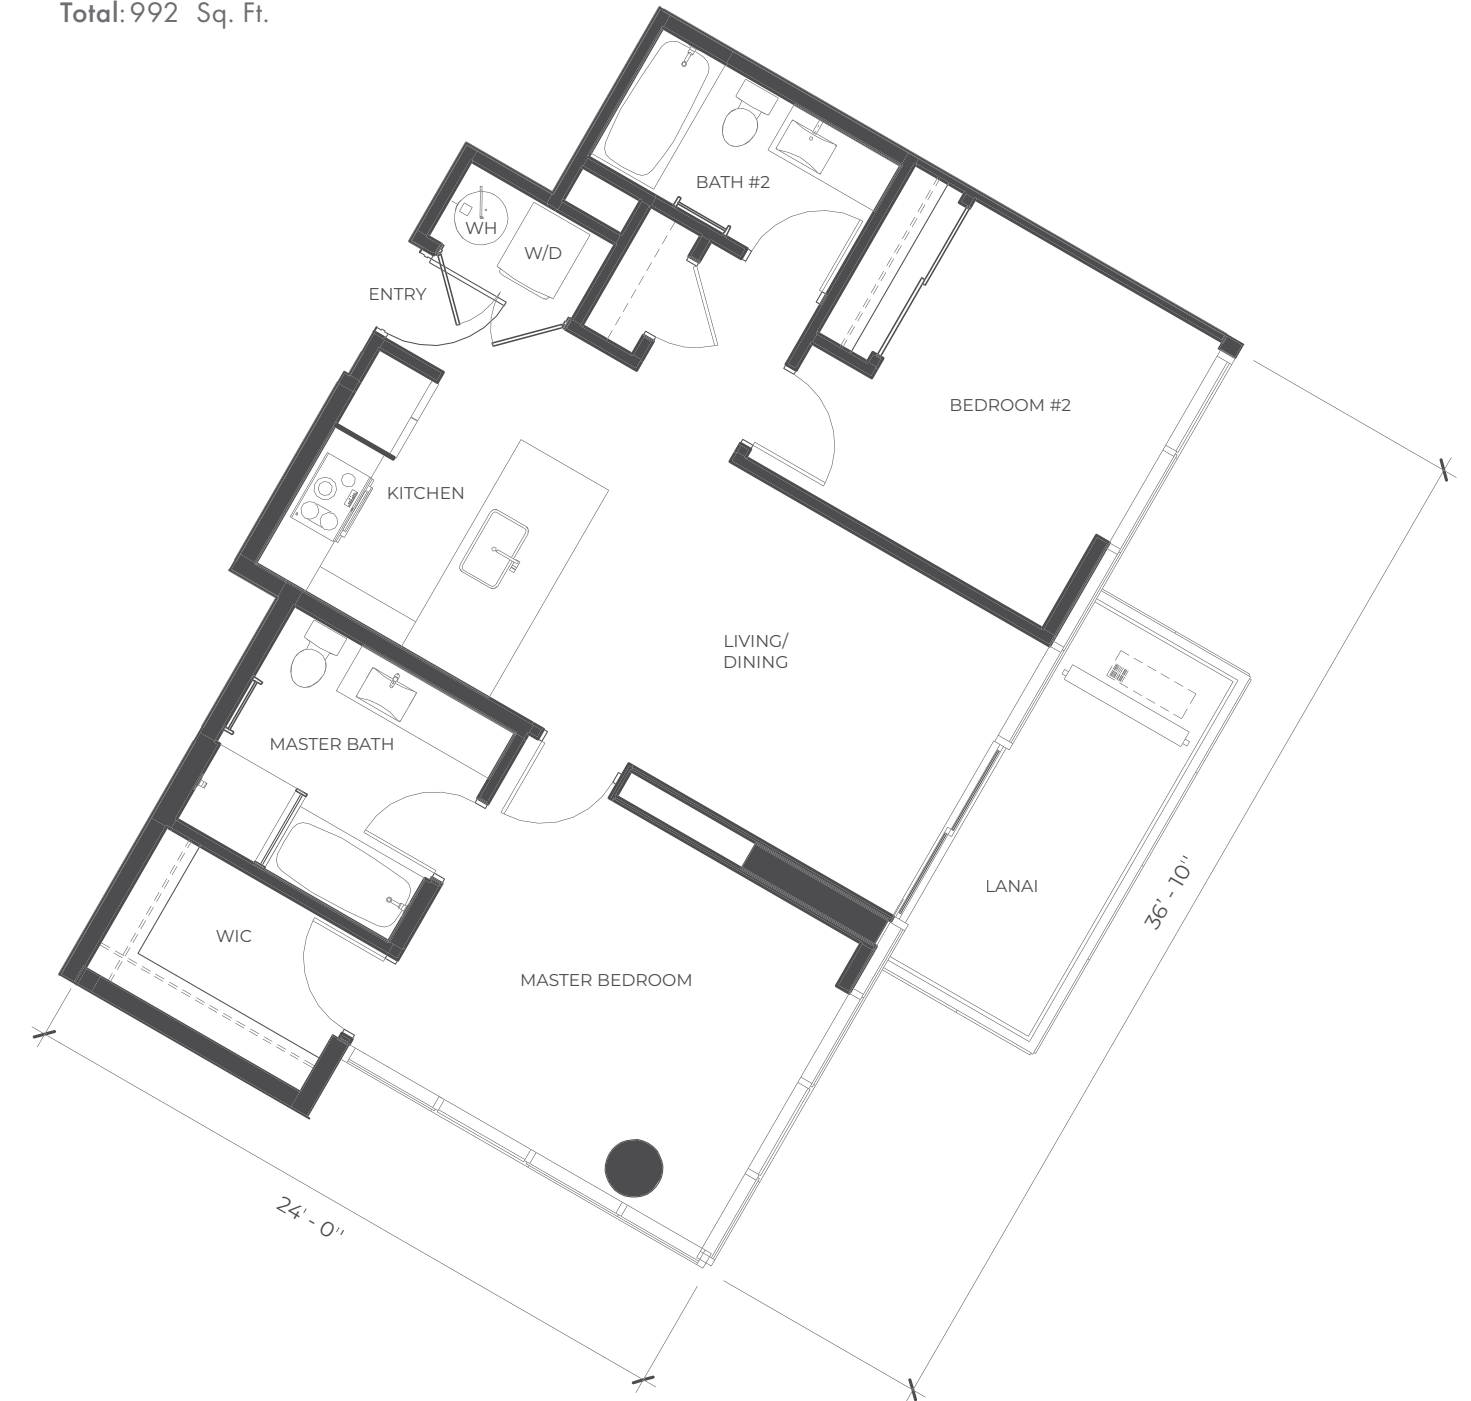 Total: 992 Sq. Ft.
BATH #2
WH
W/D
ENTRY
BEDROOM #2
KITCHEN
LIVING/
DINING
MASTER BATH
LANAI
36' - 10"
WIC
MASTER BEDROOM
24' - 0"